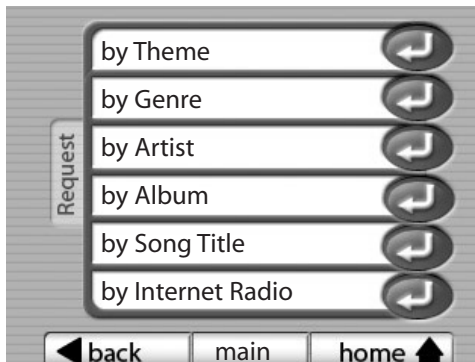 Request
by Theme
by Genre
by Artist
by Album
by Song Title
by Internet Radio
back main home